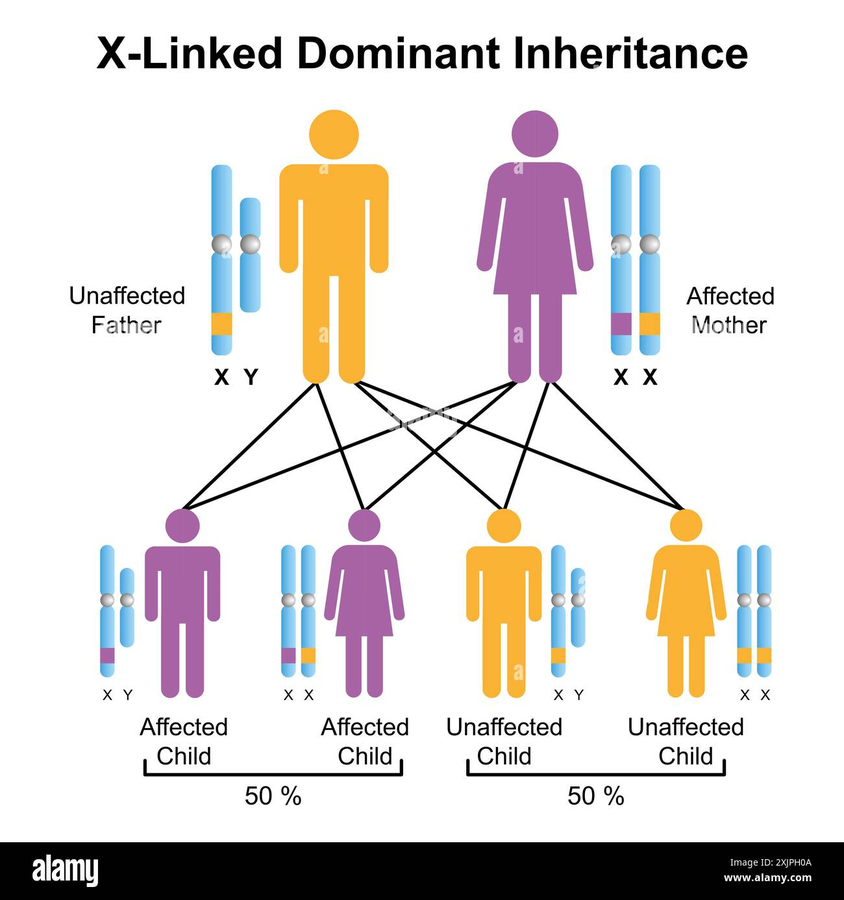 X-Linked Dominant Inheritance
a
a
a
a
Unaffected
Father
X Y
Affected
Mother
X X
alamy
a
a
X Y
X X
X Y
X X
Affected
Child
Affected
Child
Unaffected
Child
Unaffected
Child
50 %
50 %
alamy
Image ID: 2XJPH0A
www.alamy.com